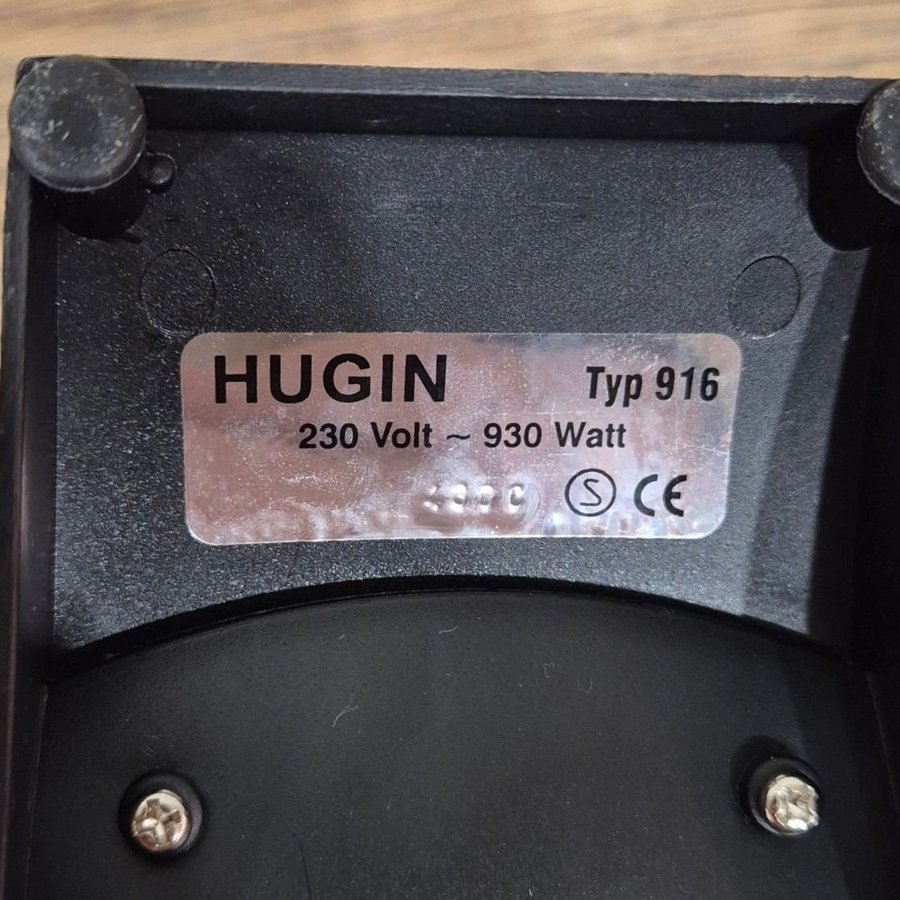 HUGIN Typ 916
230 Volt ~ 930 Watt
S CE